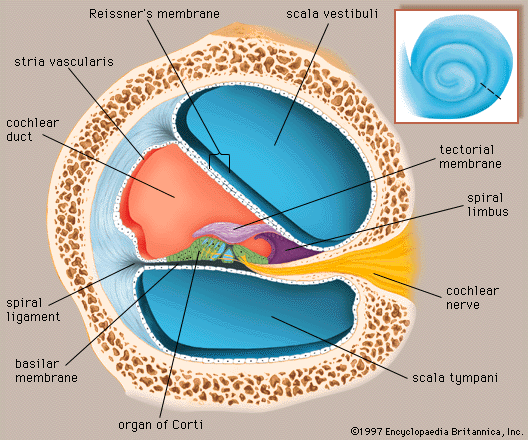 Reissner's membrane
scala vestibuli
stria vascularis
cochlear
duct
tectorial
membrane
spiral
limbus
cochlear
nerve
spiral
ligament
basilar
membrane
scala tympani
organ of Corti
©1997 Encyclopaedia Britannica, Inc.